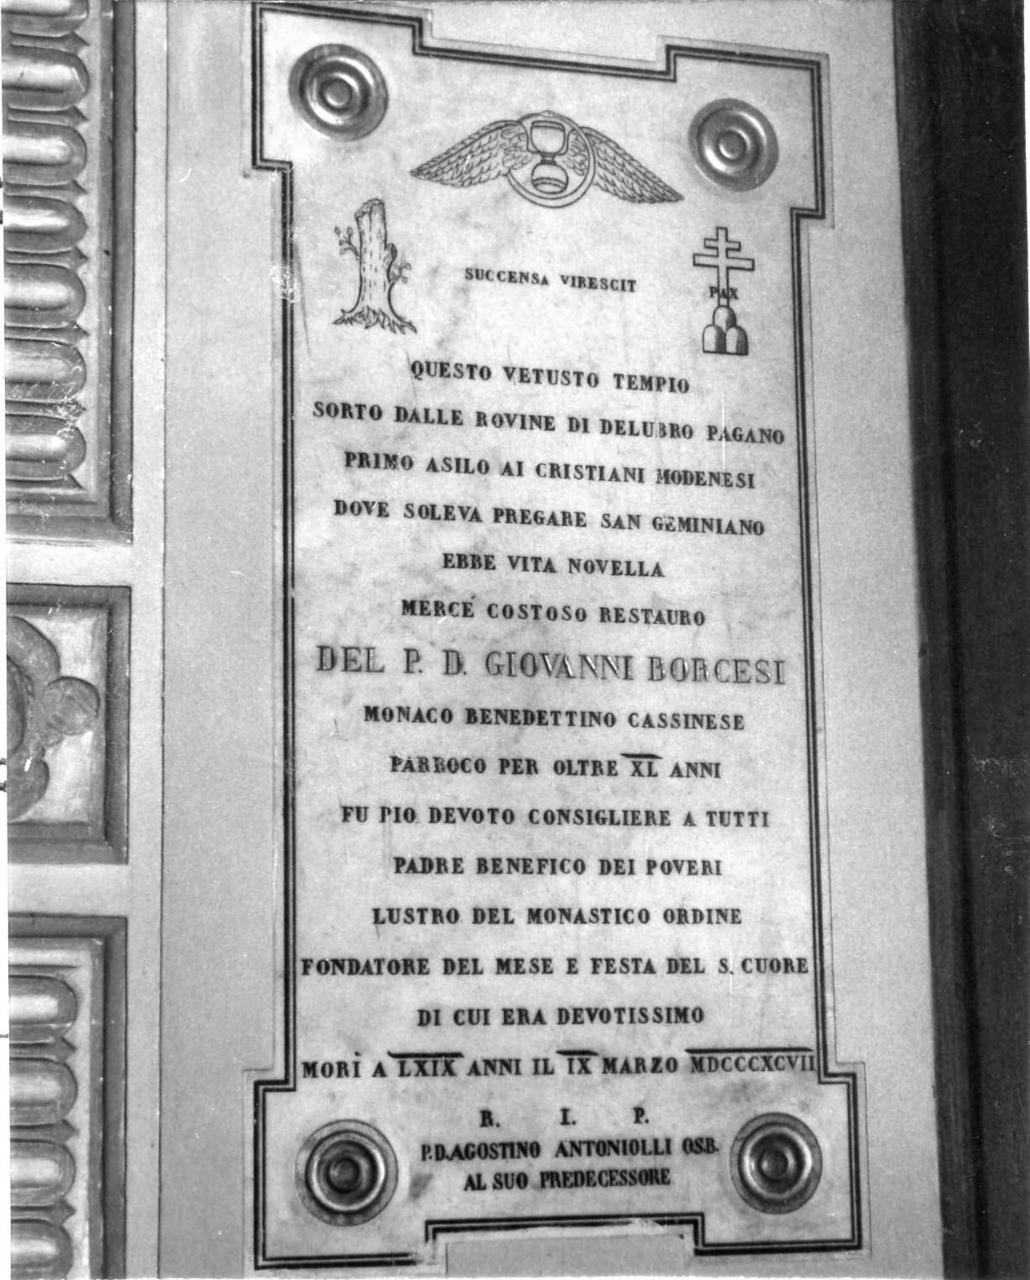 SUCCENSA VIRESCIT
PAX
QUESTO VETUSTO TEMPIO
SORTO DALLE ROVINE DI DELUBRO PAGANO
PRIMO ASILO AI CRISTIANI MODENESI
DOVE SOLEVA PREGARE SAN GEMINIANO
EBBE VITA NOVELLA
MERCÉ COSTOSO RESTAURO
DEL P. D. GIOVANNI BORGESI
MONACO BENEDETTINO CASSINESE
PARROCO PER OLTRE XL ANNI
FU PIO DEVOTO CONSIGLIERE A TUTTI
PADRE BENEFICO DEI POVERI
LUSTRO DEL MONASTICO ORDINE
FONDATORE DEL MESE E FESTA DEL S. CUORE
DI CUI ERA DEVOTISSIMO
MORÌ A LXIX ANNI IL IX MARZO MDCCCXCVII
R. I. P.
P.D.AGOSTINO ANTONIOLLI OSB.
AL SUO PREDECESSORE